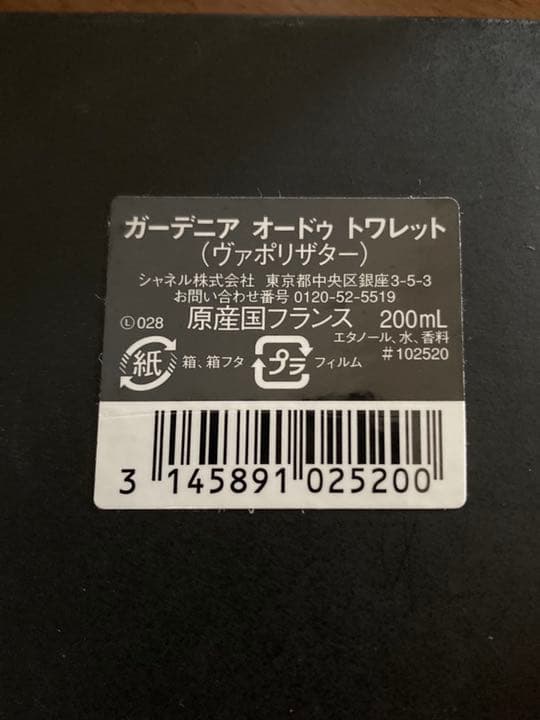 ガーデニア オードゥ トワレット
（ヴァポリザター）
シャネル株式会社 東京都中央区銀座3-5-3
お問い合わせ番号 0120-52-5519
Ⓛ028 原産国フランス 200mL
エタノール、水、香料
紙 箱、箱フタ プラ フィルム #102520
3 145891 025200